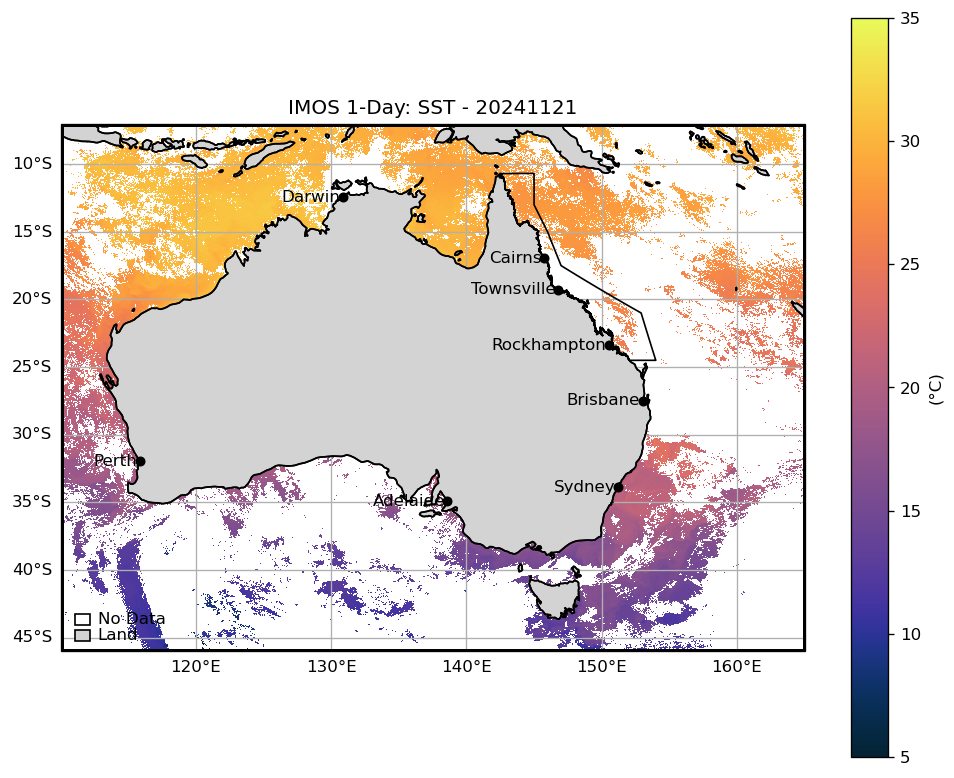 IMOS 1-Day: SST - 20241121
35
30
25
20
15
10
5
(°C)
10°S
15°S
20°S
25°S
30°S
35°S
40°S
45°S
120°E
130°E
140°E
150°E
160°E
Darwin
Cairns
Townsville
Rockhampton
Brisbane
Perth
Sydney
Adelaide
No Data
Land